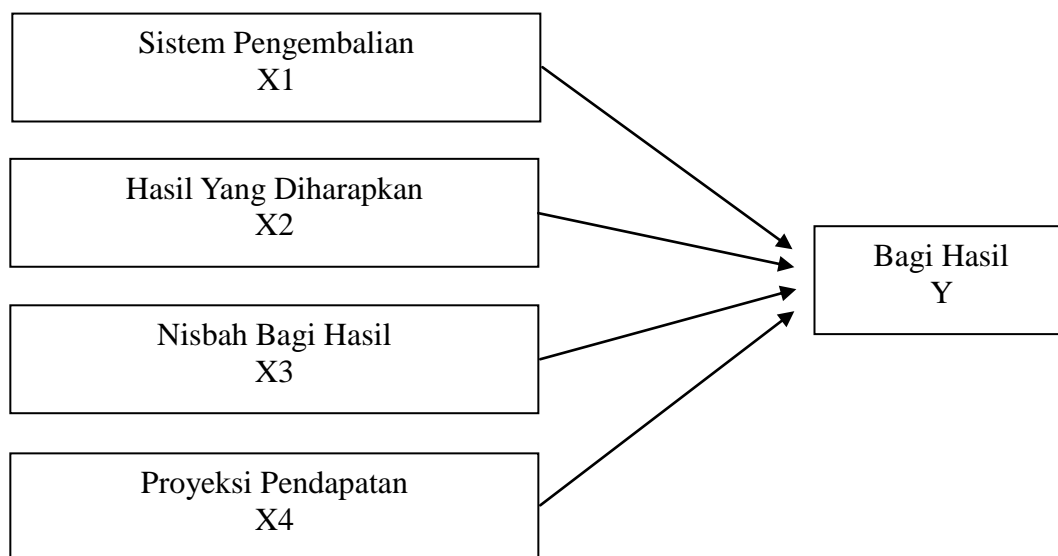 Sistem Pengembalian
X1
Hasil Yang Diharapkan
X2
Nisbah Bagi Hasil
X3
Proyeksi Pendapatan
X4
Bagi Hasil
Y